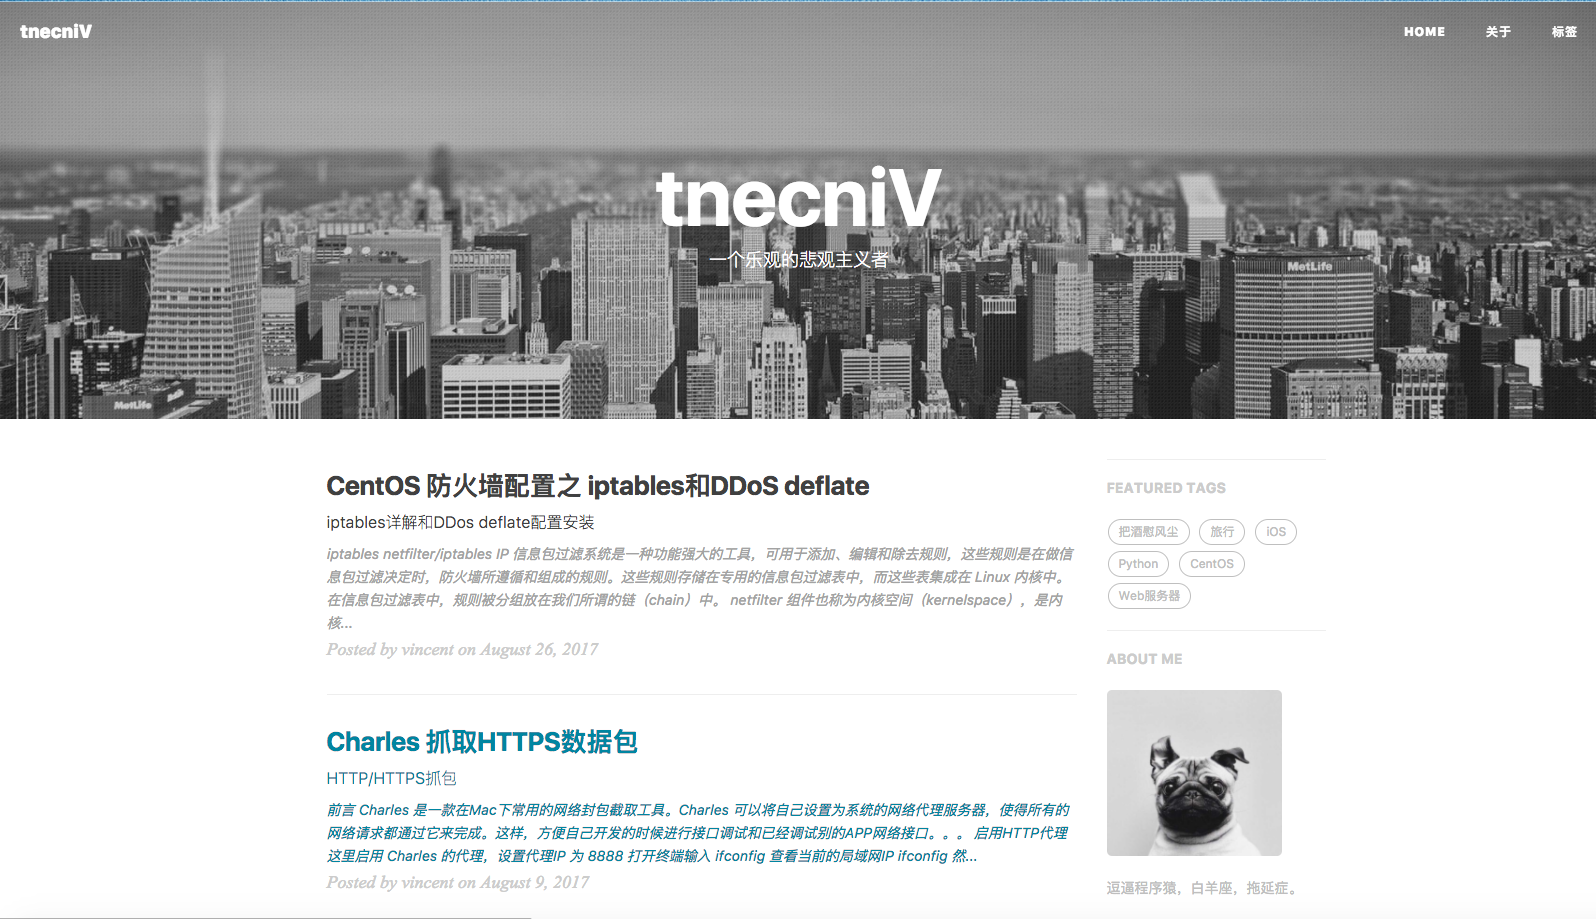 tnecniV
HOME 关于 标签
tnecniV
一个乐观的悲观主义者
MetLife
MetLife
CentOS 防火墙配置之 iptables和DDoS deflate
iptables详解和DDos deflate配置安装
iptables netfilter/iptables IP 信息包过滤系统是一种功能强大的工具，可用于添加、编辑和除去规则，这些规则是在做信
息包过滤决定时，防火墙所遵循和组成的规则。这些规则存储在专用的信息包过滤表中，而这些表集成在 Linux 内核中。
在信息包过滤表中，规则被分组放在我们所谓的链（chain）中。 netfilter 组件也称为内核空间（kernelspace），是内
核...
Posted by vincent on August 26, 2017
Charles 抓取HTTPS数据包
HTTP/HTTPS抓包
前言 Charles 是一款在Mac下常用的网络封包截取工具。Charles 可以将自己设置为系统的网络代理服务器，使得所有的
网络请求都通过它来完成。这样，方便自己开发的时候进行接口调试和已经调试别的APP网络接口。。。 启用HTTP代理
这里启用 Charles 的代理，设置代理IP 为 8888 打开终端输入 ifconfig 查看当前的局域网IP ifconfig 然...
Posted by vincent on August 9, 2017
FEATURED TAGS
把酒慰风尘 旅行 iOS
Python CentOS
Web服务器
ABOUT ME
逗逼程序猿，白羊座，拖延症。